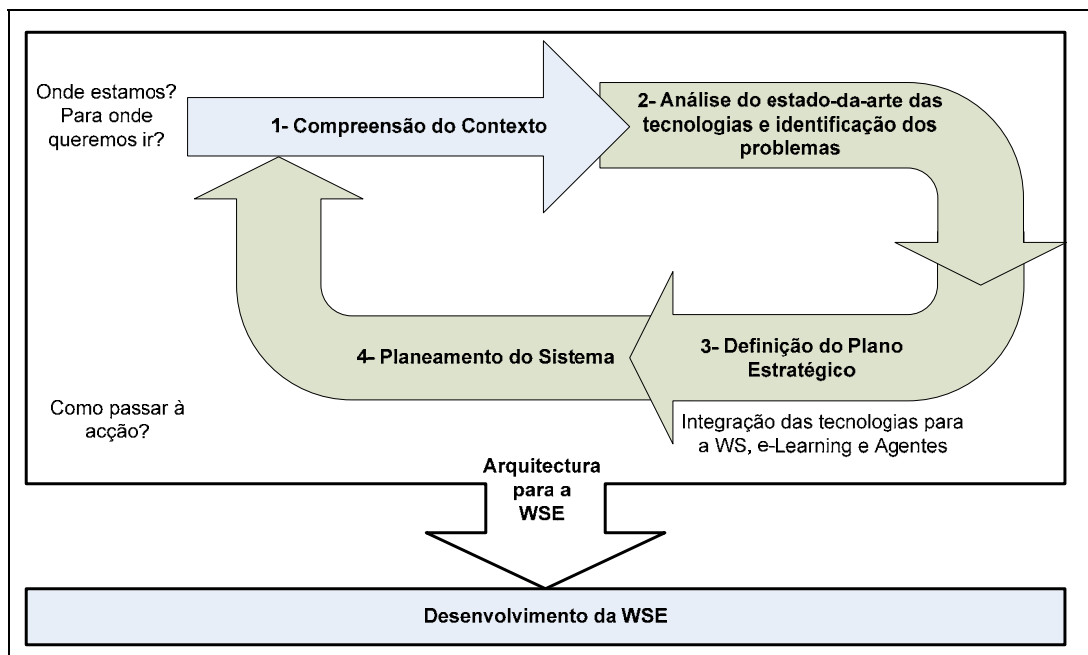 Onde estamos?
Para onde
queremos ir?
1- Compreensão do Contexto
2- Análise do estado-da-arte das
tecnologias e identificação dos
problemas
3- Definição do Plano
Estratégico
Integração das tecnologias para
a WS, e-Learning e Agentes
4- Planeamento do Sistema
Como passar à
acção?
Arquitectura
para a
WSE
Desenvolvimento da WSE